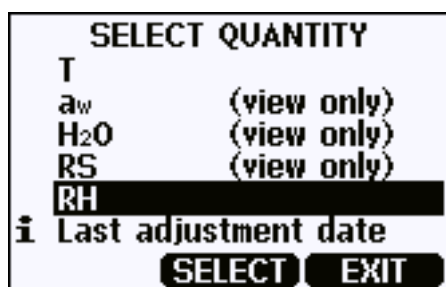 SELECT QUANTITY
T
aw (view only)
H2O (view only)
RS (view only)
RH
i Last adjustment date
SELECT EXIT